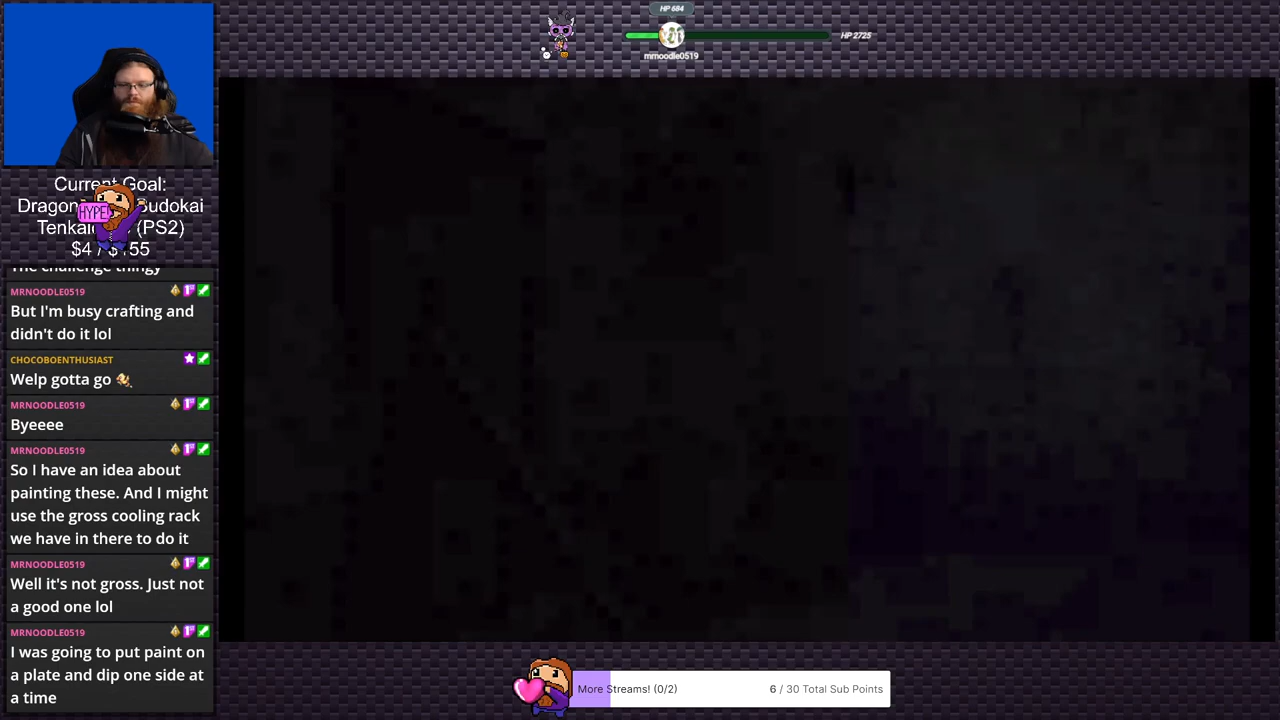 HP 684
HP 2725
mrnoodle0519
Current Goal:
Dragon Budokai
Tenkai (PS2)
$4 / $155
HYPE!
The challenge thingy
MRNOODLE0519
But I'm busy crafting and
didn't do it lol
CHOCOBOENTHUSIAST
Welp gotta go
MRNOODLE0519
Byeeee
MRNOODLE0519
So I have an idea about
painting these. And I might
use the gross cooling rack
we have in there to do it
MRNOODLE0519
Well it's not gross. Just not
a good one lol
MRNOODLE0519
I was going to put paint on
a plate and dip one side at
a time
More Streams! (0/2)
6 / 30 Total Sub Points